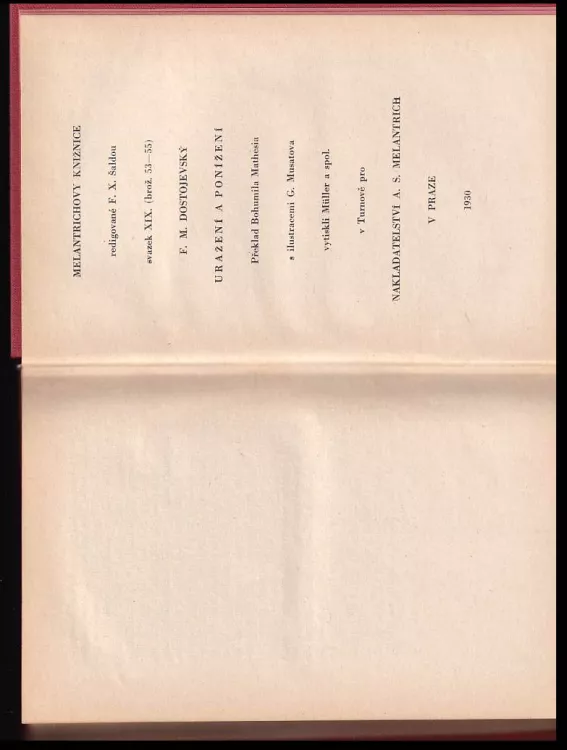 MELANTRICHOVY KNIŽNICE
redigované F. X. Šaldou
svazek XIX. (brož. 53—55)
F. M. DOSTOJEVSKÝ
URAŽENÍ A PONÍŽENÍ
Překlad Bohumila Mathesia
s ilustracemi G. Musatova
vytiskli Müller a spol.
v Turnově pro
NAKLADATELSTVÍ A. S. MELANTRICH
V PRAZE
1930